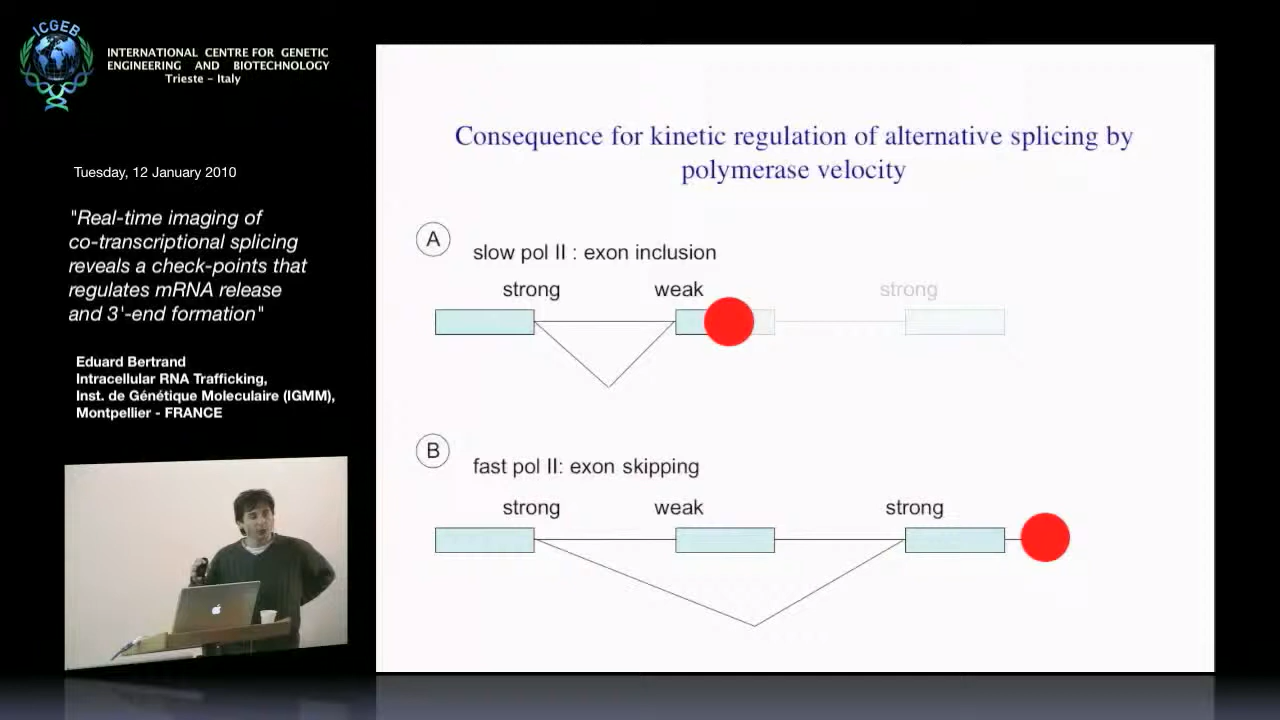 ICGEB
INTERNATIONAL CENTRE FOR GENETIC
ENGINEERING AND BIOTECHNOLOGY
Trieste - Italy
Tuesday, 12 January 2010
"Real-time imaging of
co-transcriptional splicing
reveals a check-points that
regulates mRNA release
and 3'-end formation"
Eduard Bertrand
Intracellular RNA Trafficking,
Inst. de Génétique Moleculaire (IGMM),
Montpellier - FRANCE
Consequence for kinetic regulation of alternative splicing by
polymerase velocity
A
slow pol II : exon inclusion
strong weak strong
B
fast pol II: exon skipping
strong weak strong